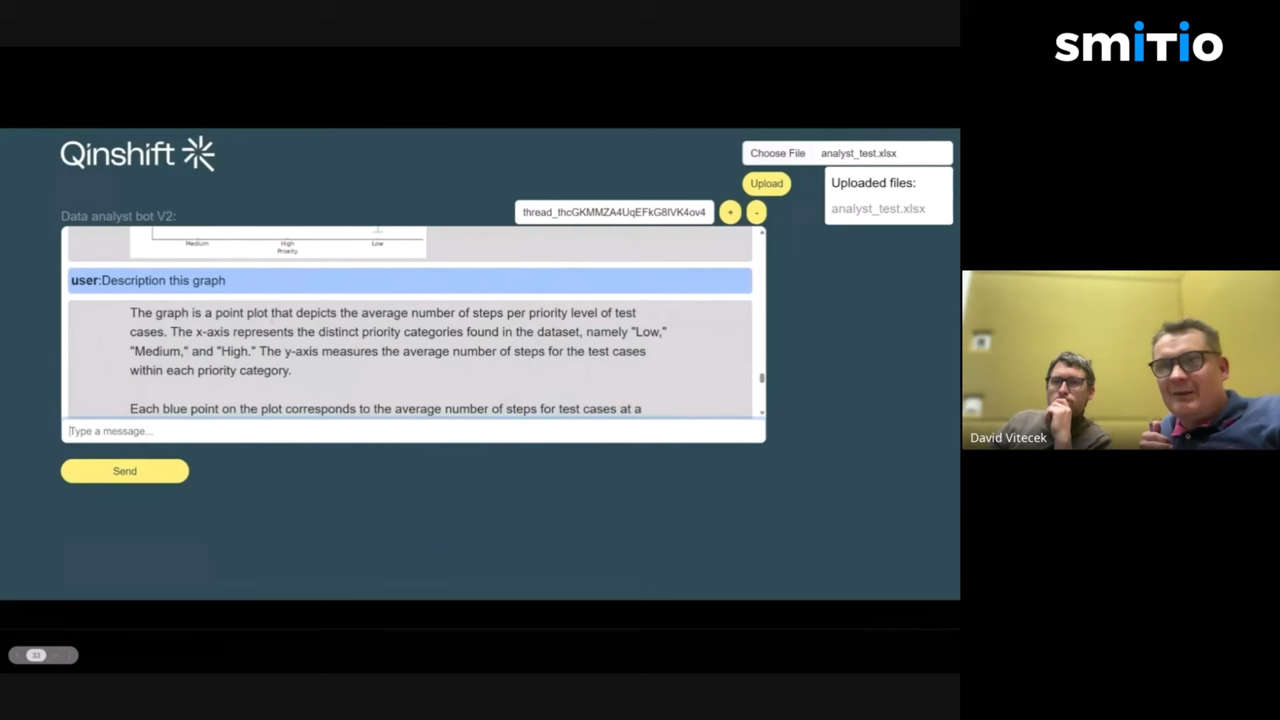 smiTio
Qinshift
Choose File analyst_test.xlsx
Upload
Uploaded files:
analyst_test.xlsx
Data analyst bot V2:
thread_thcGKMMZA4UqEFkG8IVK4ov4
+
-
Medium High Low
Priority
user:Description this graph
The graph is a point plot that depicts the average number of steps per priority level of test
cases. The x-axis represents the distinct priority categories found in the dataset, namely "Low,"
"Medium," and "High." The y-axis measures the average number of steps for the test cases
within each priority category.
Each blue point on the plot corresponds to the average number of steps for test cases at a
Type a message...
Send
David Vitecek
33